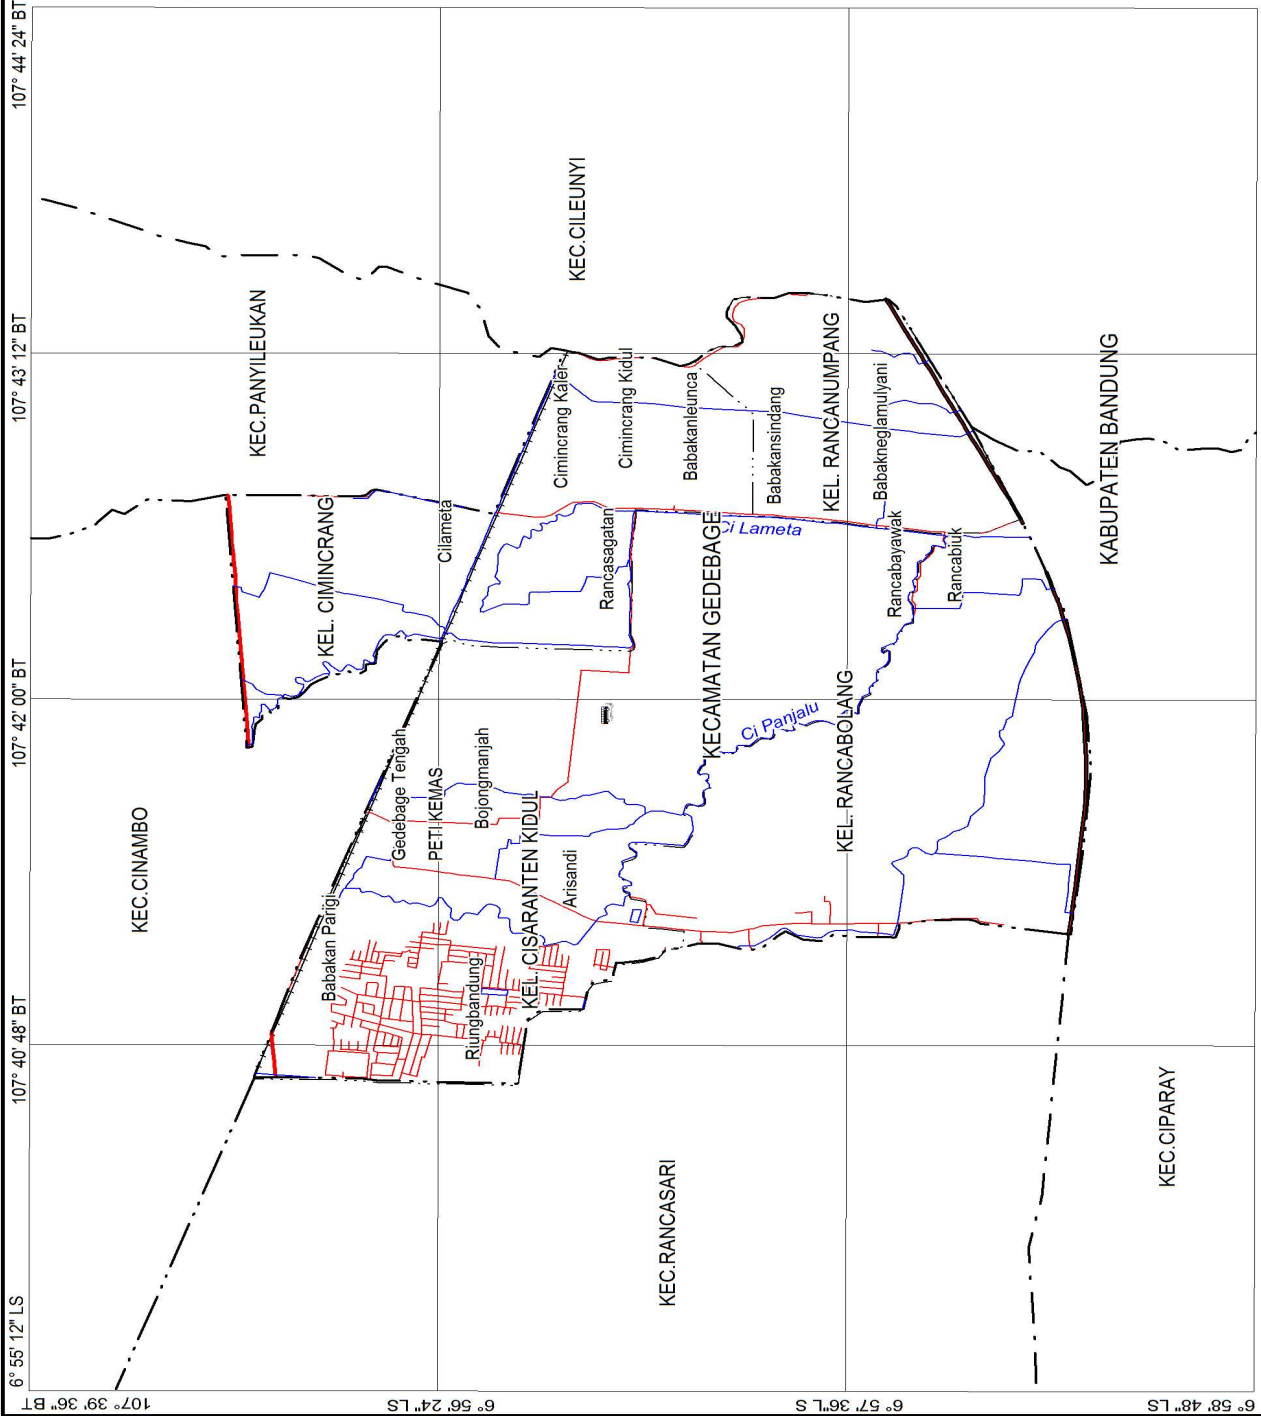 6° 55' 12" LS
107° 40' 48" BT
107° 42' 00" BT
107° 43' 12" BT
107° 44' 24" BT
107° 39' 36" BT
KEC.CINAMBO
KEC.PANYILEUKAN
KEL. CIMINCRANG
Babakan Parigi
Gedebage Tengah
6° 56' 24" LS
PETI KEMAS
Cilameta
Riungbandung
Bojongmanjah
KEL. CISARANTEN KIDUL
Cimincrang Kaler
Arisandi
KEC.CILEUNYI
Rancasagatan
Cimincrang Kidul
KEC.RANCASARI
Babakanleunca
KECAMATAN GEDEBAGE
Ci Lameta
Ci Panjalu
Babakansindang
6° 57' 36"L S
KEL. RANCABOLANG
KEL. RANCANUMPANG
Babakneglamulyani
Rancabayawak
Rancabiuk
KABUPATEN BANDUNG
KEC.CIPARAY
6° 58' 48" LS